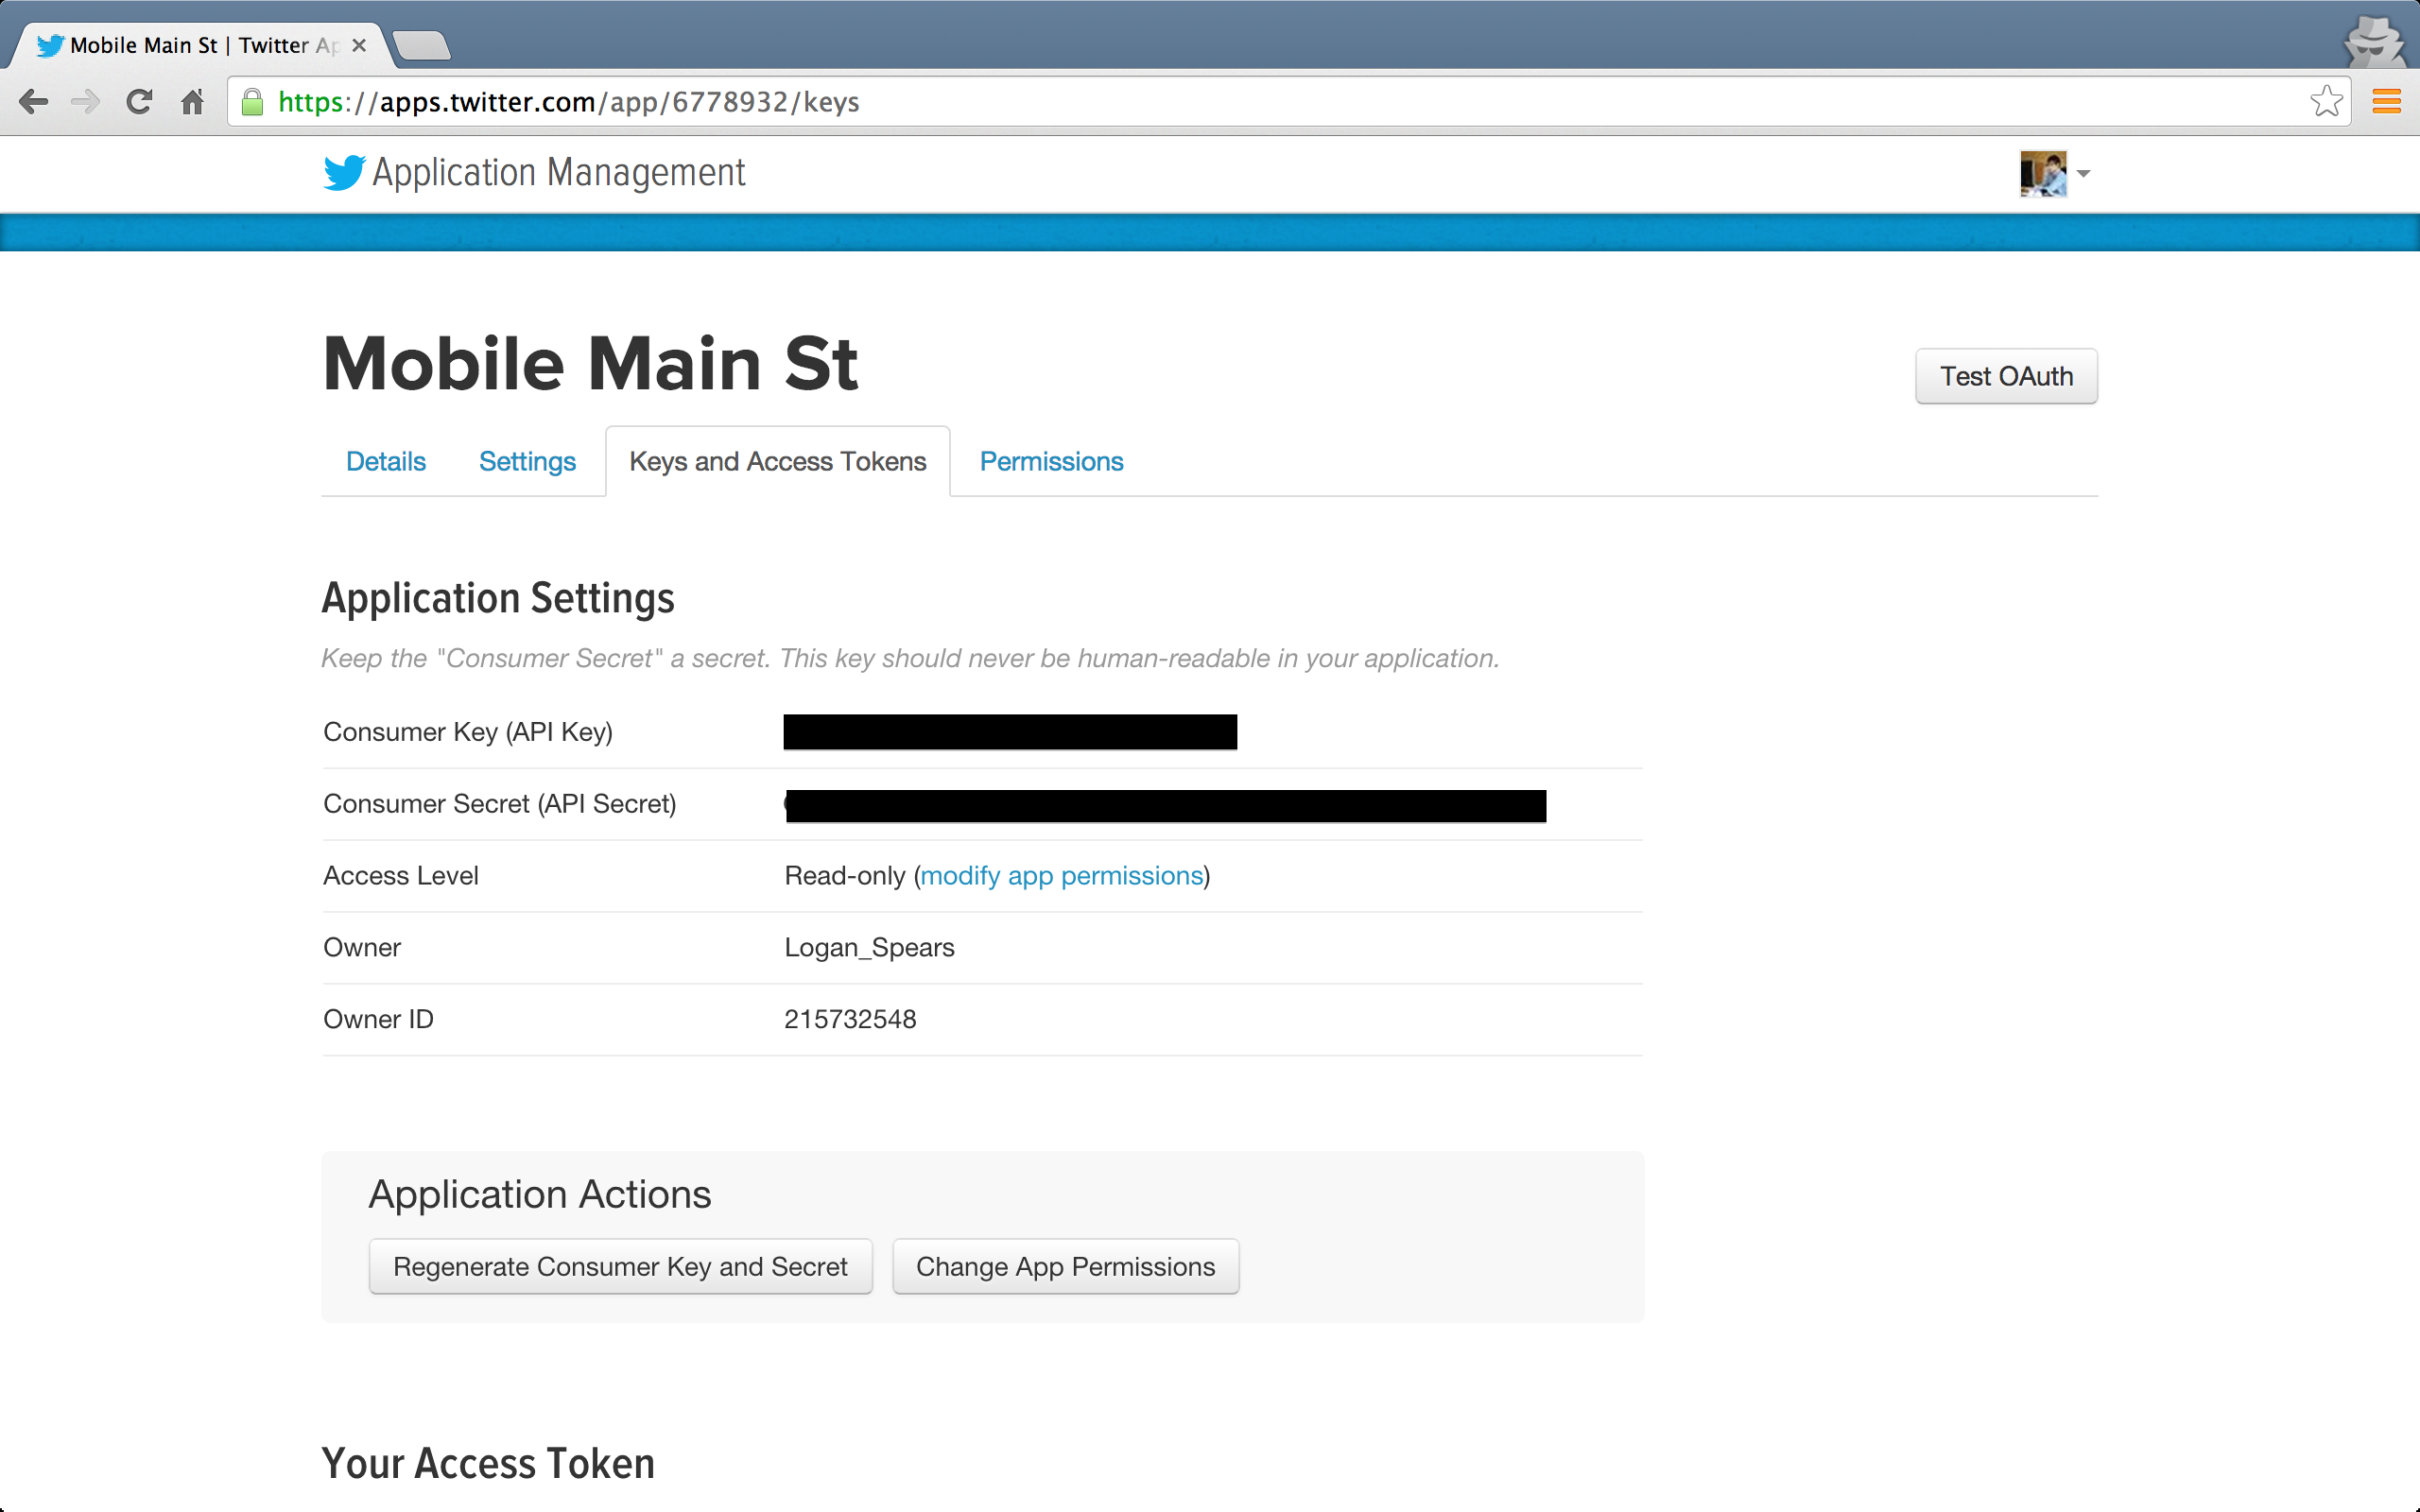 Mobile Main St | Twitter Ap
https://apps.twitter.com/app/6778932/keys
Application Management
Mobile Main St
Test OAuth
Details Settings Keys and Access Tokens Permissions
Application Settings
Keep the "Consumer Secret" a secret. This key should never be human-readable in your application.
Consumer Key (API Key)
Consumer Secret (API Secret)
Access Level Read-only (modify app permissions)
Owner Logan_Spears
Owner ID 215732548
Application Actions
Regenerate Consumer Key and Secret Change App Permissions
Your Access Token